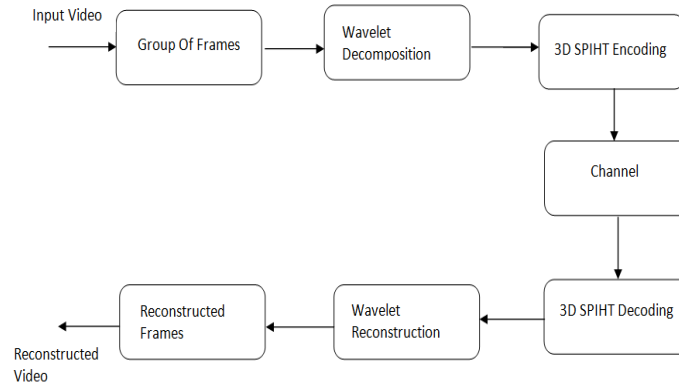 Input Video
Group Of Frames
Wavelet
Decomposition
3D SPIHT Encoding
Channel
3D SPIHT Decoding
Wavelet
Reconstruction
Reconstructed
Frames
Reconstructed
Video